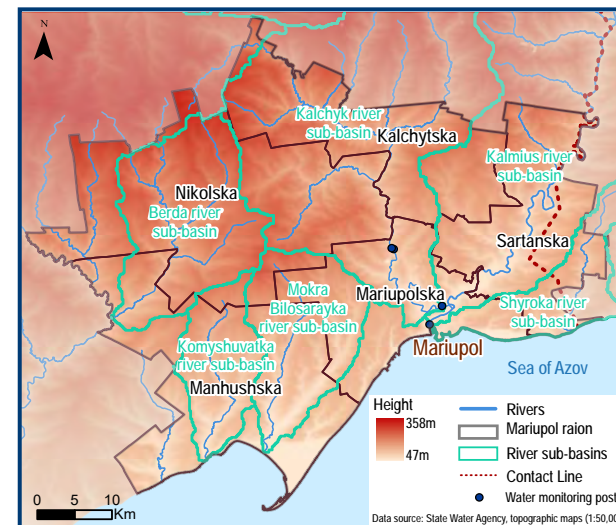 N
Kalchyk river
sub-basin
Kalchytska
Kalmius river
sub-basin
Nikolska
Berda river
sub-basin
Sartanska
Mokra
Bilosarayka
river sub-basin
Mariupolska
Shyroka river
sub-basin
Komyshuvatka
river sub-basin
Mariupol
Manhushska
Sea of Azov
Height
358m
47m
Rivers
Mariupol raion
River sub-basins
Contact Line
Water monitoring post
0 5 10
Km
Data source: State Water Agency, topographic maps (1:50,00